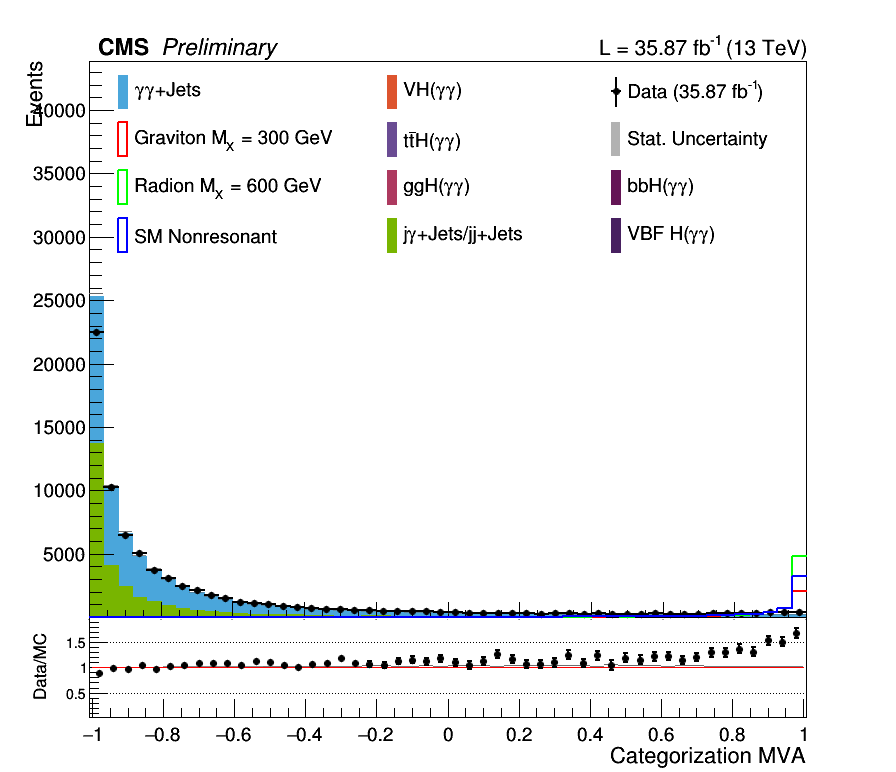 CMS Preliminary L = 35.87 fb⁻¹ (13 TeV)
Events
γγ+Jets
Graviton Mₓ = 300 GeV
Radion Mₓ = 600 GeV
SM Nonresonant
VH(γγ)
tt̄H(γγ)
ggH(γγ)
jγ+Jets/jj+Jets
Data (35.87 fb⁻¹)
Stat. Uncertainty
bbH(γγ)
VBF H(γγ)
40000
35000
30000
25000
20000
15000
10000
5000
Data/MC
1.5
1
0.5
−1 −0.8 −0.6 −0.4 −0.2 0 0.2 0.4 0.6 0.8 1
Categorization MVA